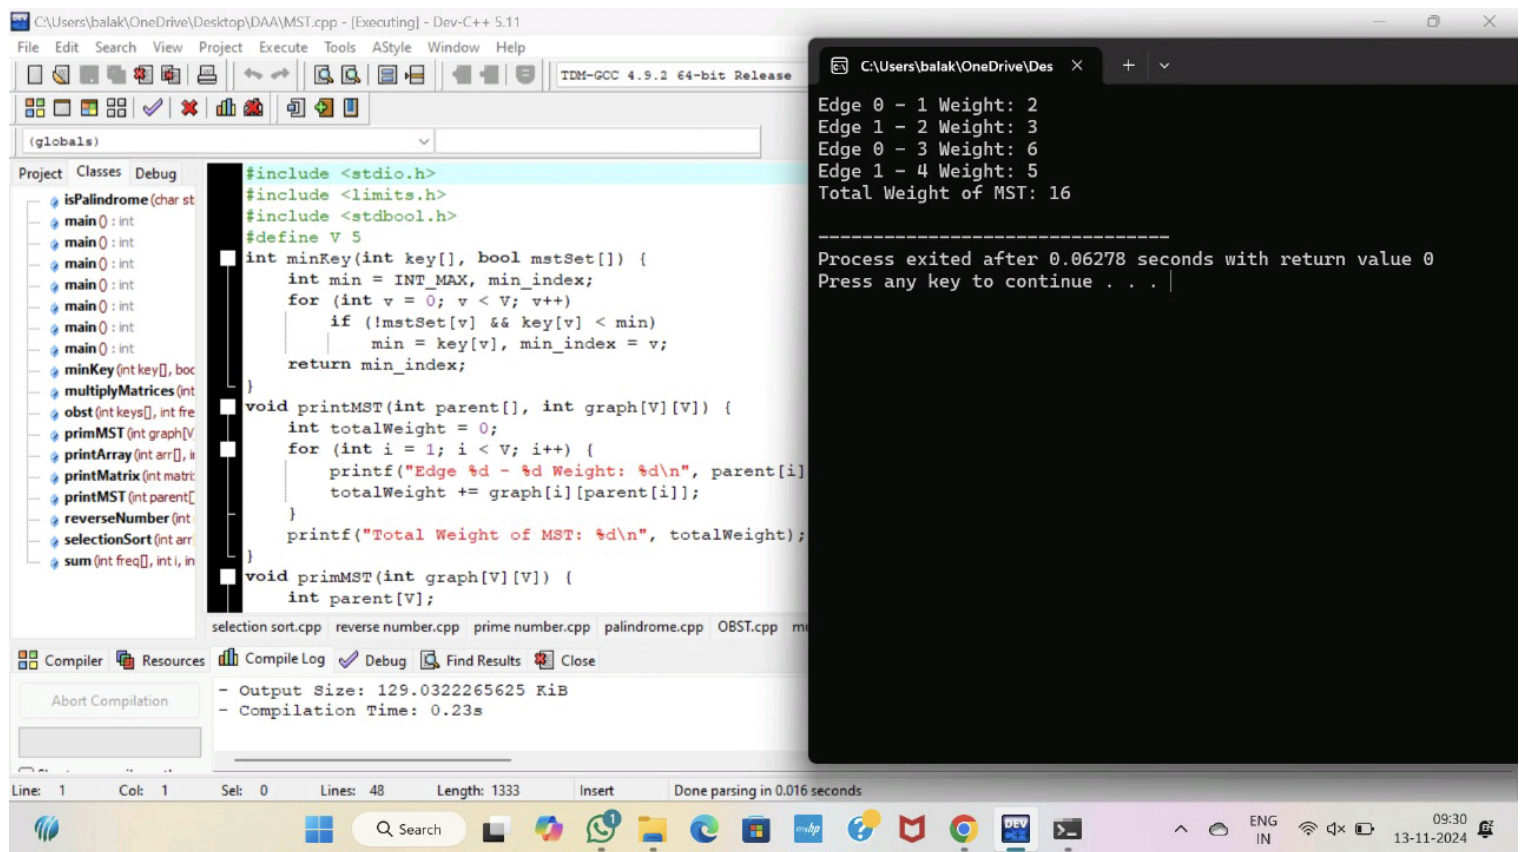 C:\Users\balak\OneDrive\Desktop\DAA\MST.cpp - [Executing] - Dev-C++ 5.11
File Edit Search View Project Execute Tools AStyle Window Help
TDM-GCC 4.9.2 64-bit Release
(globals)
Project Classes Debug
isPalindrome (char st
main () : int
main () : int
main () : int
main () : int
main () : int
main () : int
main () : int
minKey (int key[], boo
multiplyMatrices (int
obst (int keys[], int fre
primMST (int graph[V
printArray (int arr[], i
printMatrix (int matri
printMST (int parent[
reverseNumber (int
selectionSort (int arr
sum (int freq[], int i, in
#include <stdio.h>
#include <limits.h>
#include <stdbool.h>
#define V 5
int minKey(int key[], bool mstSet[]) {
int min = INT_MAX, min_index;
for (int v = 0; v < V; v++)
if (!mstSet[v] && key[v] < min)
min = key[v], min_index = v;
return min_index;
}
void printMST(int parent[], int graph[V][V]) {
int totalWeight = 0;
for (int i = 1; i < V; i++) {
printf("Edge %d - %d Weight: %d\n", parent[i]
totalWeight += graph[i][parent[i]];
}
printf("Total Weight of MST: %d\n", totalWeight);
}
void primMST(int graph[V][V]) {
int parent[V];
selection sort.cpp reverse number.cpp prime number.cpp palindrome.cpp OBST.cpp mu
Compiler Resources Compile Log Debug Find Results Close
Abort Compilation
- Output Size: 129.0322265625 KiB
- Compilation Time: 0.23s
Line: 1 Col: 1 Sel: 0 Lines: 48 Length: 1333 Insert Done parsing in 0.016 seconds
C:\Users\balak\OneDrive\Des
Edge 0 - 1 Weight: 2
Edge 1 - 2 Weight: 3
Edge 0 - 3 Weight: 6
Edge 1 - 4 Weight: 5
Total Weight of MST: 16
--------------------------------
Process exited after 0.06278 seconds with return value 0
Press any key to continue . . .
Search
1
myhp
DEV
ENG
IN
09:30
13-11-2024